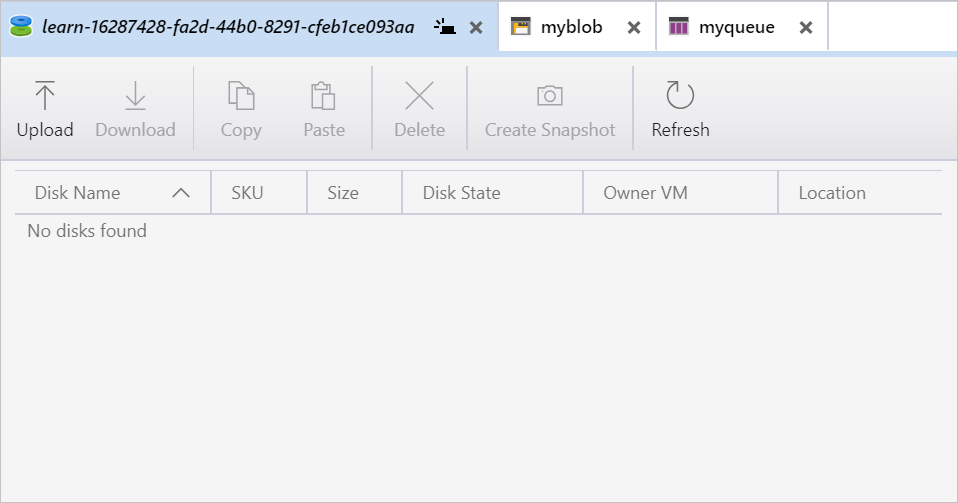 learn-16287428-fa2d-44b0-8291-cfeb1ce093aa myblob myqueue
Upload Download Copy Paste Delete Create Snapshot Refresh
Disk Name SKU Size Disk State Owner VM Location
No disks found